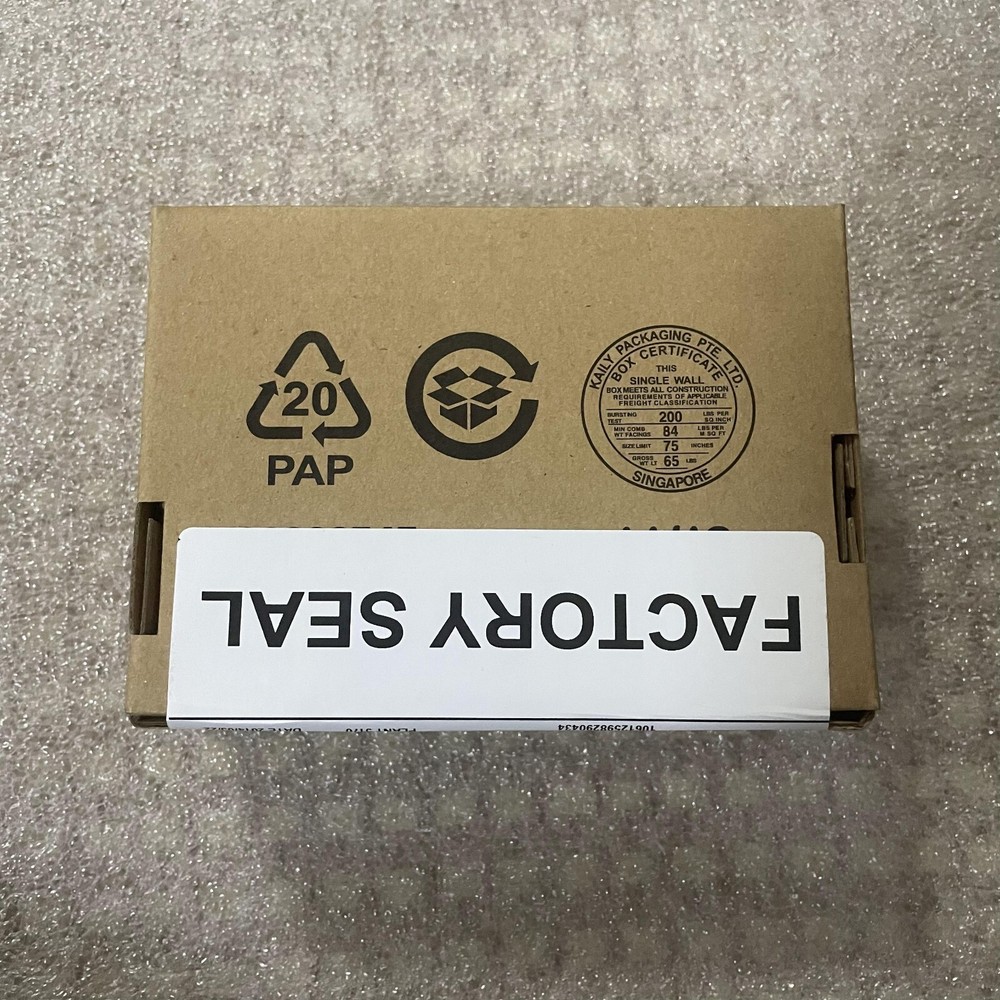 20
PAP
KAILY PACKAGING PTE. LTD.
BOX CERTIFICATE
THIS
SINGLE WALL
BOX MEETS ALL CONSTRUCTION
REQUIREMENTS OF APPLICABLE
FREIGHT CLASSIFICATION
BURSTING TEST 200 LBS PER SQ INCH
MIN COMB WT FACINGS 84 LBS PER M SQ FT
SIZE LIMIT 75 INCHES
GROSS WT LT 65 LBS
SINGAPORE
FACTORY SEAL
10612598290434